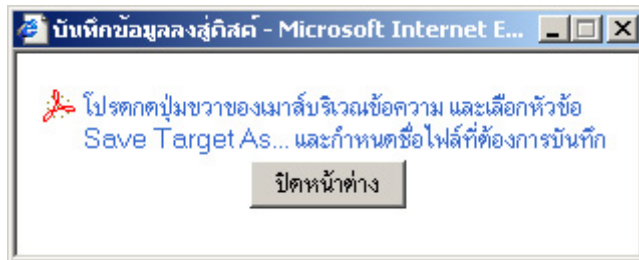 บันทึกข้อมูลลงสู่ดิสค์ - Microsoft Internet E...
โปรดกดปุ่มขวาของเมาส์บริเวณข้อความ และเลือกหัวข้อ
Save Target As... และกำหนดชื่อไฟล์ที่ต้องการบันทึก
ปิดหน้าต่าง